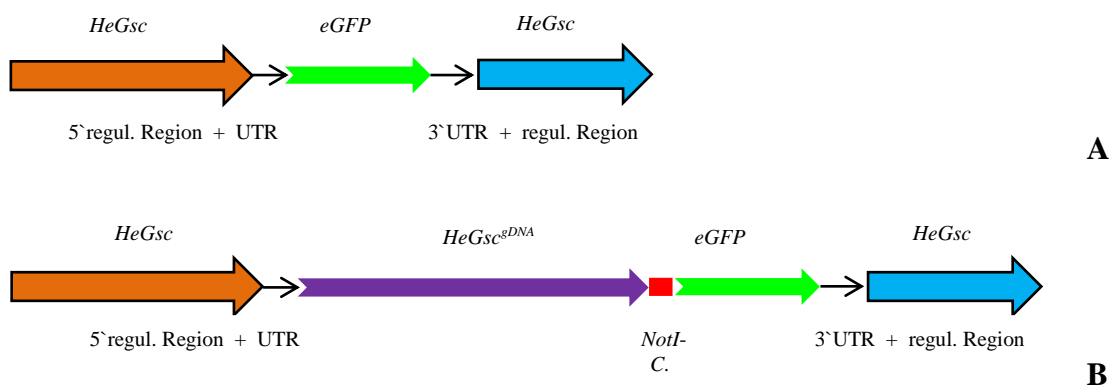 HeGsc eGFP HeGsc
5`regul. Region + UTR 3`UTR + regul. Region
A
HeGsc HeGsc^gDNA eGFP HeGsc
5`regul. Region + UTR NotI- 3`UTR + regul. Region
C.
B